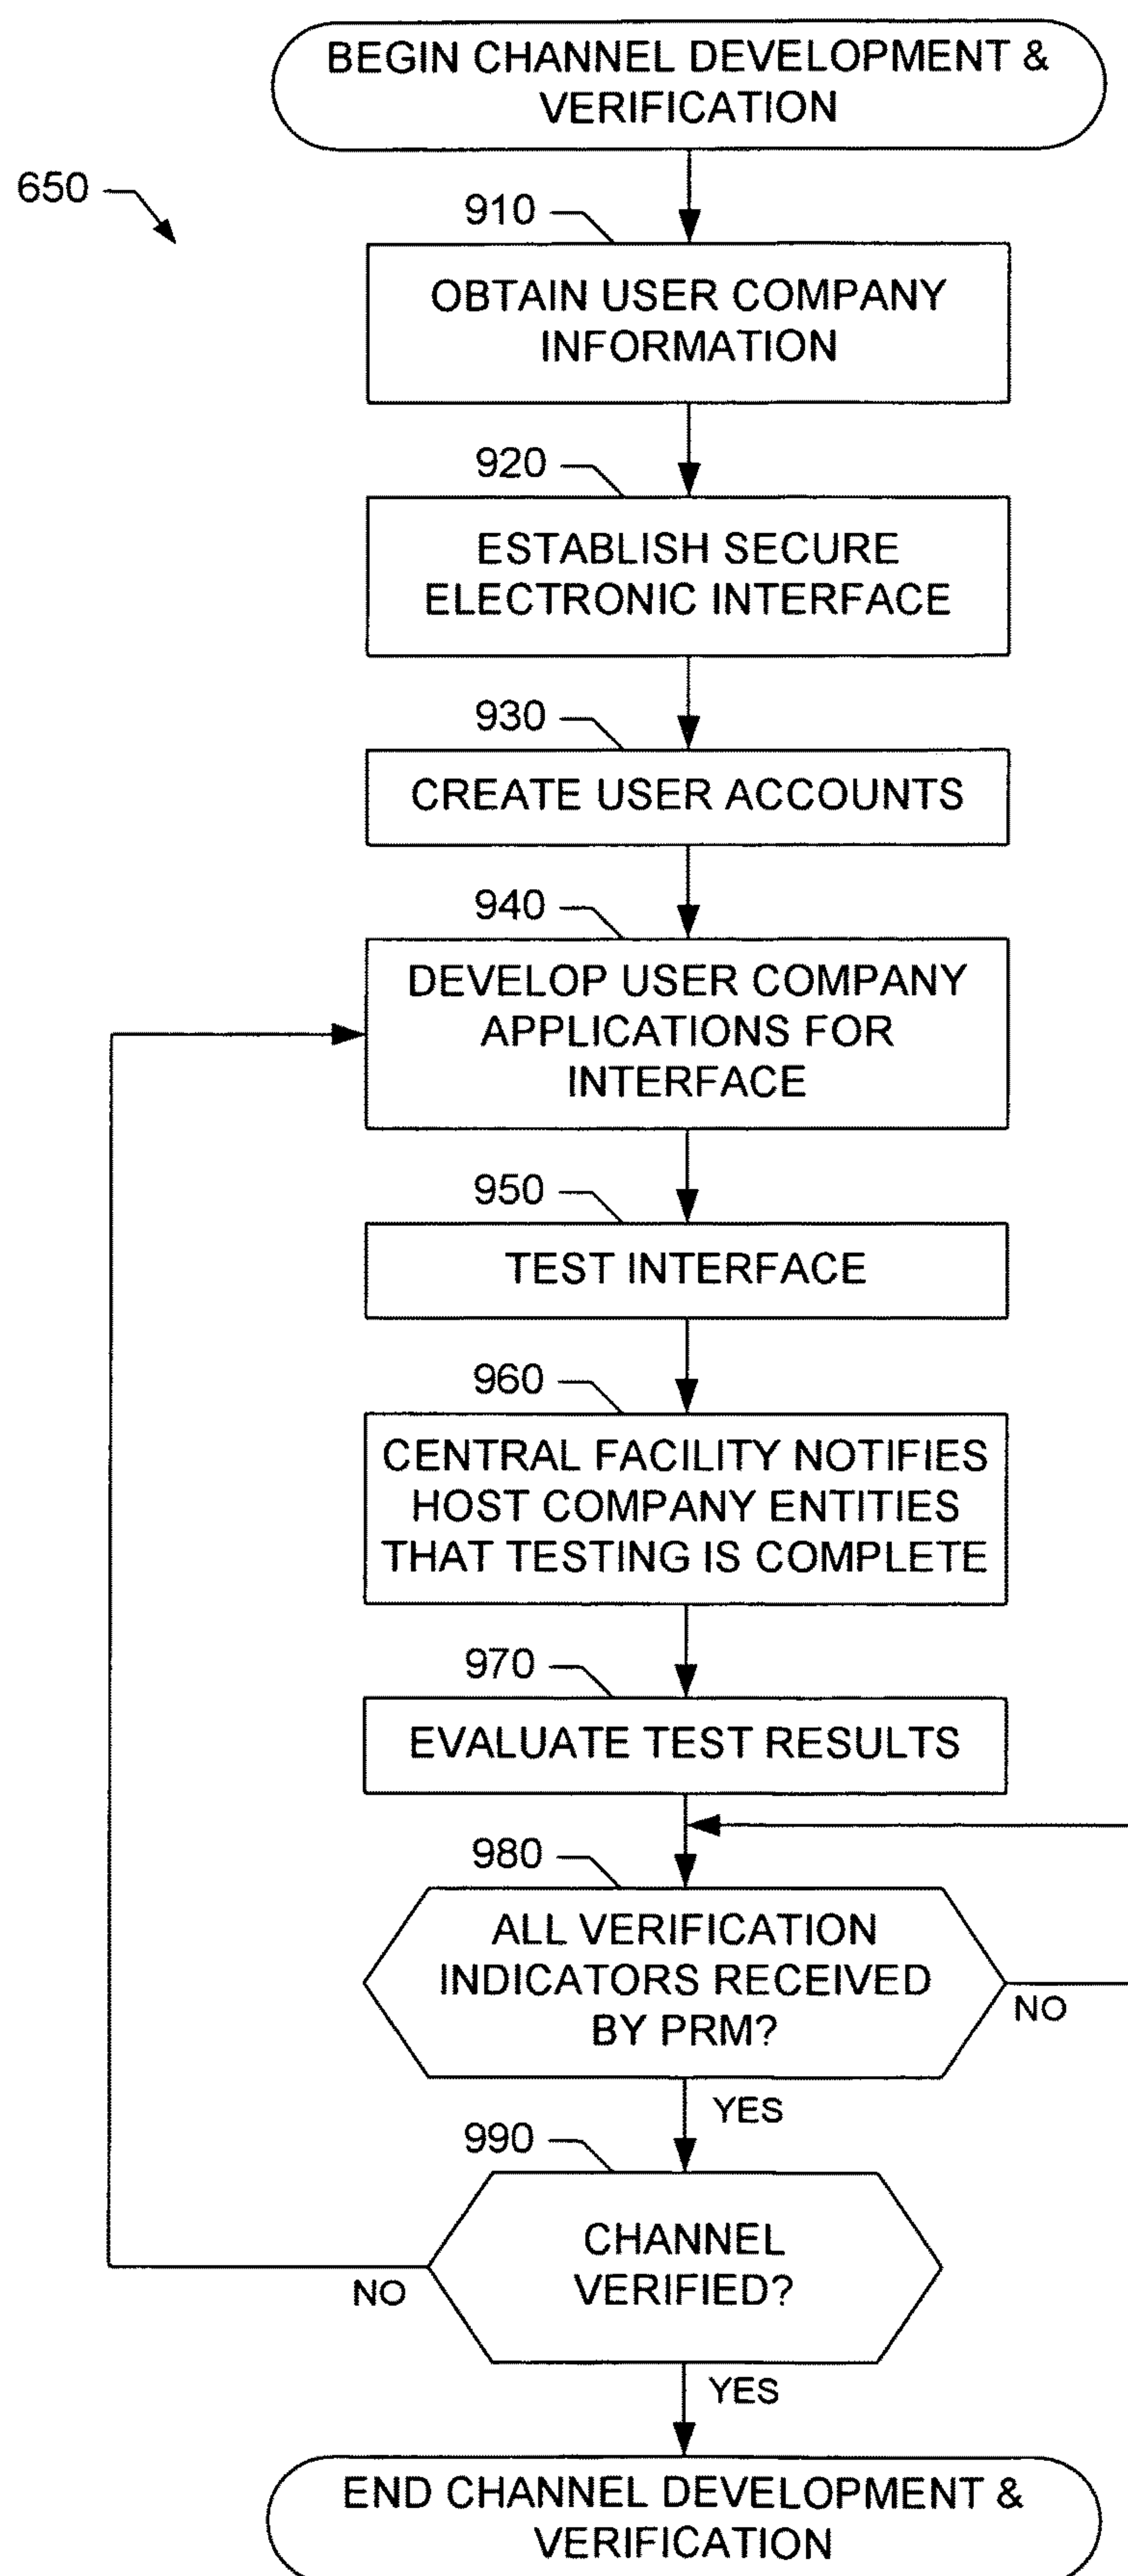 BEGIN CHANNEL DEVELOPMENT &
VERIFICATION
650
910
OBTAIN USER COMPANY
INFORMATION
920
ESTABLISH SECURE
ELECTRONIC INTERFACE
930
CREATE USER ACCOUNTS
940
DEVELOP USER COMPANY
APPLICATIONS FOR
INTERFACE
950
TEST INTERFACE
960
CENTRAL FACILITY NOTIFIES
HOST COMPANY ENTITIES
THAT TESTING IS COMPLETE
970
EVALUATE TEST RESULTS
980
ALL VERIFICATION
INDICATORS RECEIVED
BY PRM?
NO
YES
990
CHANNEL
VERIFIED?
NO
YES
END CHANNEL DEVELOPMENT &
VERIFICATION